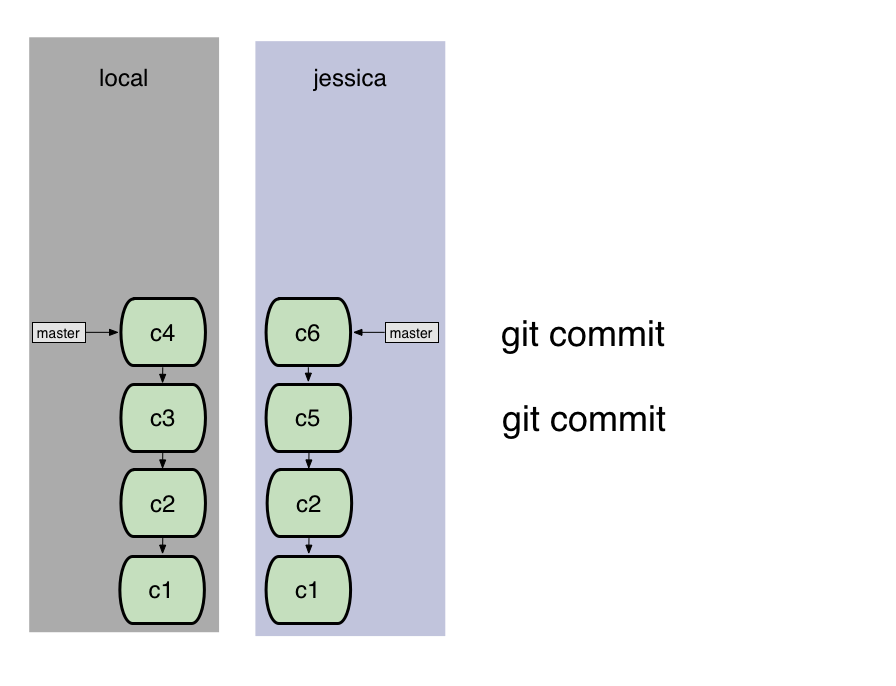 local
jessica
master
c4
c6
master
git commit
c3
c5
git commit
c2
c2
c1
c1